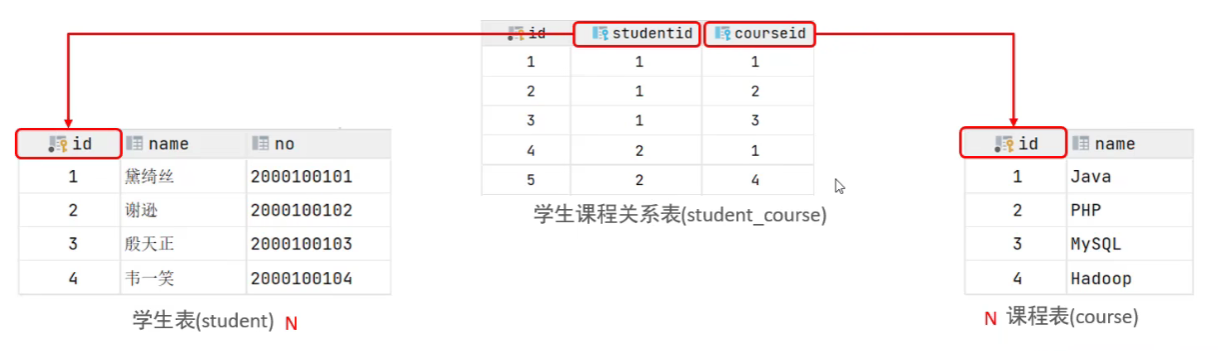 id studentid courseid
1 1 1
2 1 2
3 1 3
4 2 1
5 2 4
学生课程关系表(student_course)
id name no
1 黛绮丝 2000100101
2 谢逊 2000100102
3 殷天正 2000100103
4 韦一笑 2000100104
学生表(student) N
id name
1 Java
2 PHP
3 MySQL
4 Hadoop
N 课程表(course)